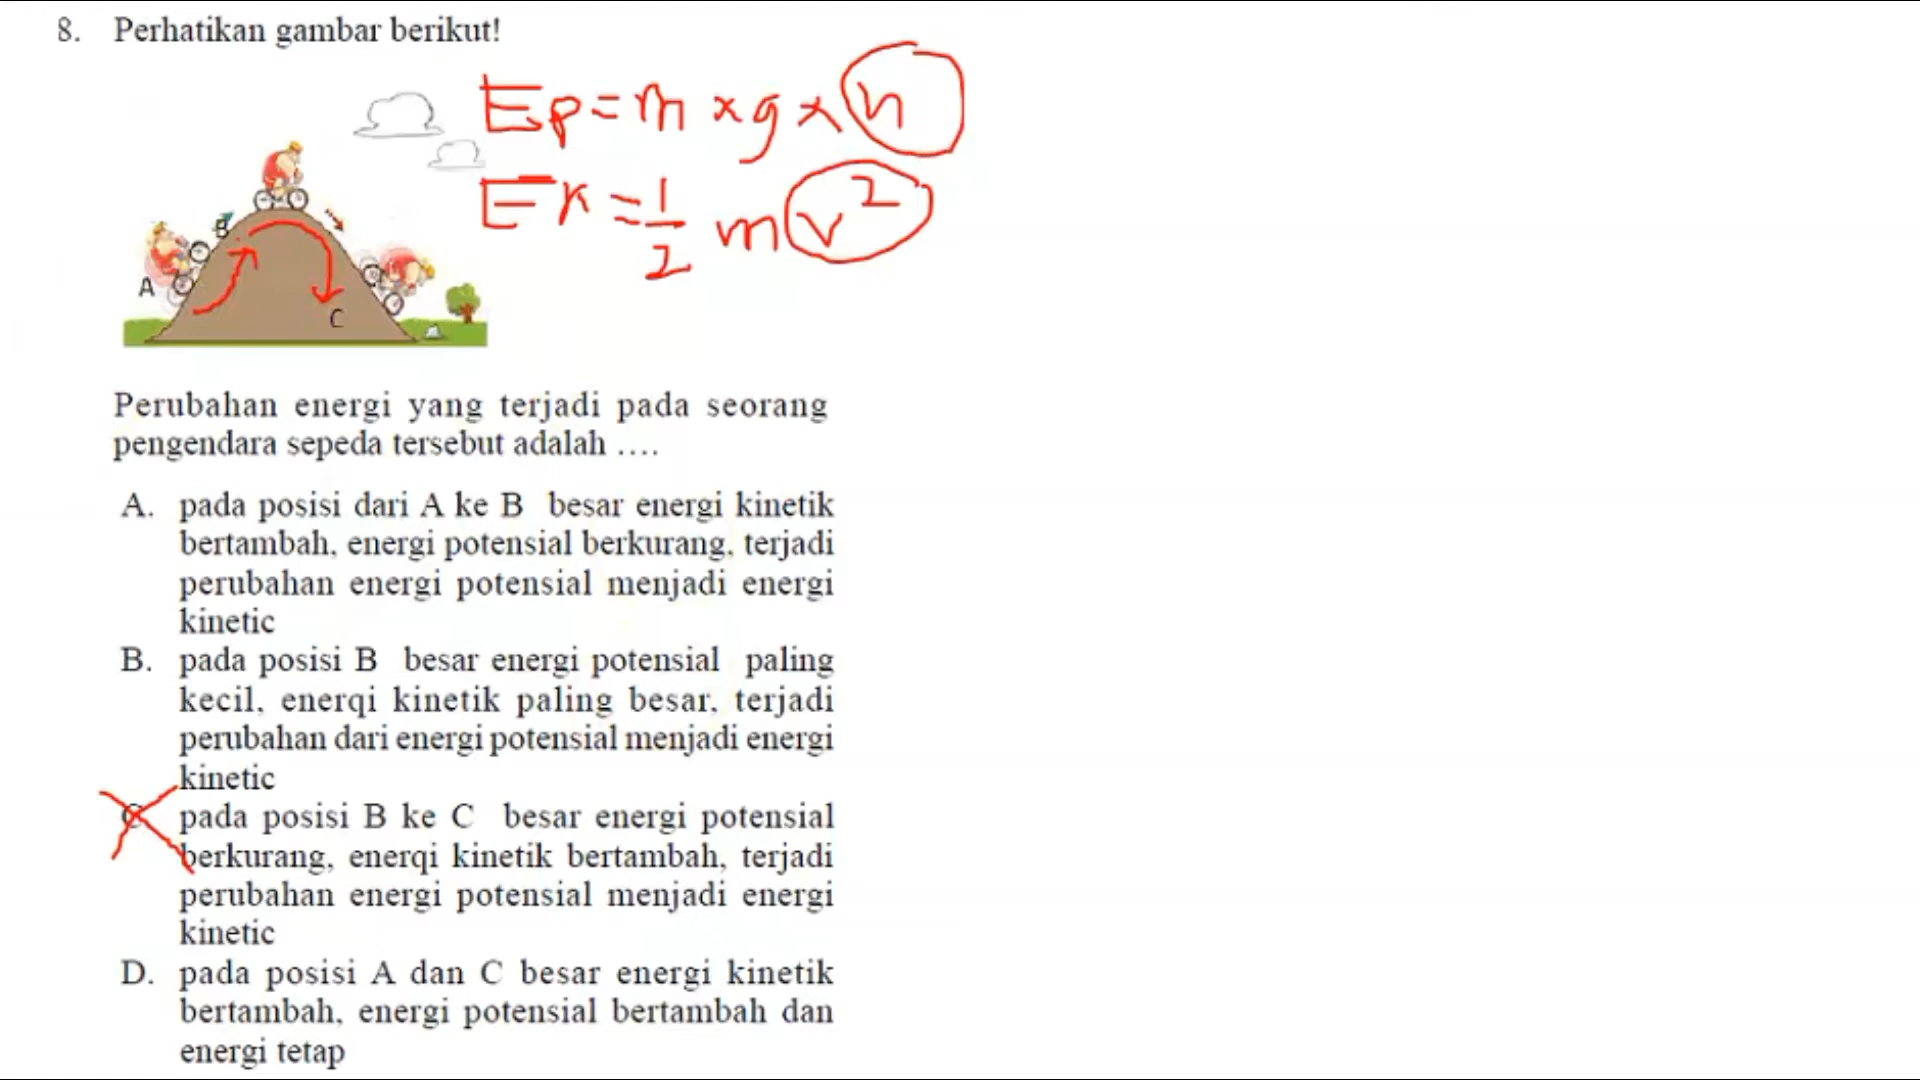 8. Perhatikan gambar berikut!
Ep = m x g x h
EK = 1/2 m v²
B
A
C
Perubahan energi yang terjadi pada seorang
pengendara sepeda tersebut adalah ....
A. pada posisi dari A ke B besar energi kinetik
bertambah, energi potensial berkurang, terjadi
perubahan energi potensial menjadi energi
kinetic
B. pada posisi B besar energi potensial paling
kecil, enerqi kinetik paling besar, terjadi
perubahan dari energi potensial menjadi energi
kinetic
C pada posisi B ke C besar energi potensial
berkurang, enerqi kinetik bertambah, terjadi
perubahan energi potensial menjadi energi
kinetic
D. pada posisi A dan C besar energi kinetik
bertambah, energi potensial bertambah dan
energi tetap